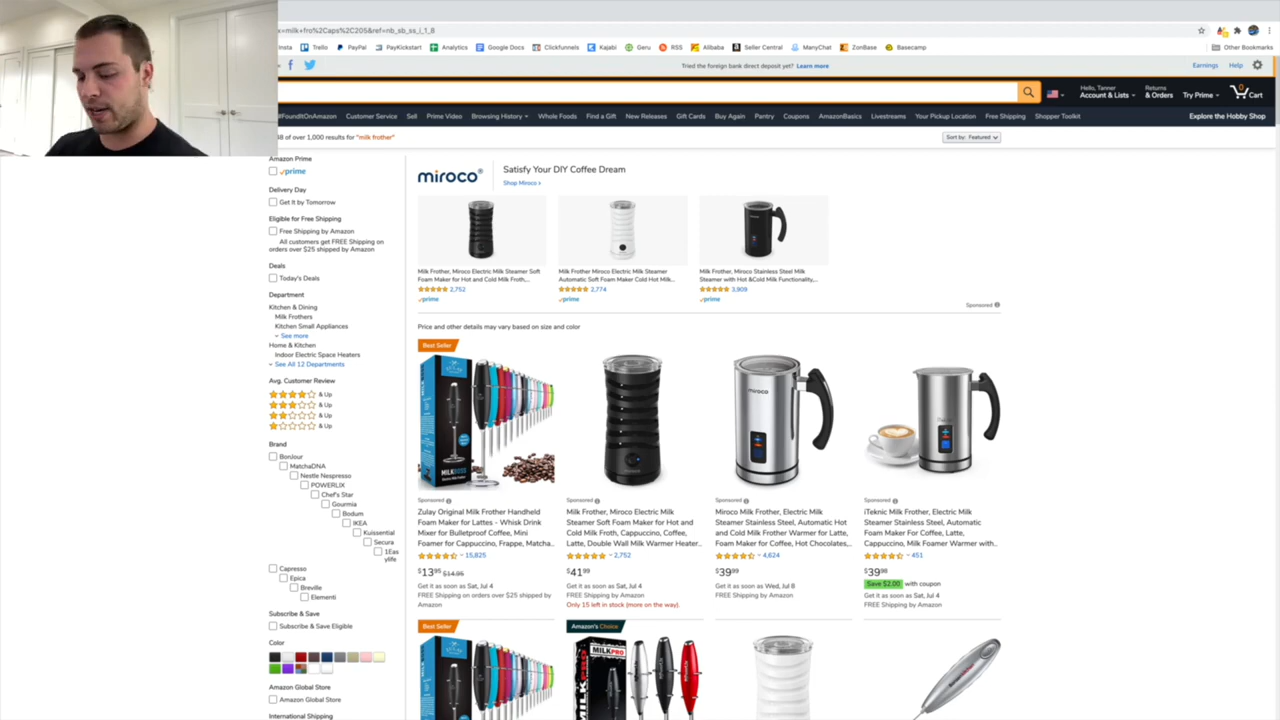 x=milk+fro%2Caps%2C205&ref=nb_sb_ss_i_1_8
Insta
Trello
PayPal
PayKickstart
Analytics
Google Docs
Clickfunnels
Kajabi
Geru
RSS
Alibaba
Seller Central
ManyChat
ZonBase
Basecamp
Other Bookmarks
Tried the foreign bank direct deposit yet? Learn more
Earnings
Help
Hello, Tanner
Account & Lists
Returns
& Orders
Try Prime
0
Cart
#FoundItOnAmazon
Customer Service
Sell
Prime Video
Browsing History
Whole Foods
Find a Gift
New Releases
Gift Cards
Buy Again
Pantry
Coupons
AmazonBasics
Livestreams
Your Pickup Location
Free Shipping
Shopper Toolkit
Explore the Hobby Shop
48 of over 1,000 results for "milk frother"
Sort by: Featured
Amazon Prime
prime
Delivery Day
Get It by Tomorrow
Eligible for Free Shipping
Free Shipping by Amazon
All customers get FREE Shipping on
orders over $25 shipped by Amazon
Deals
Today's Deals
Department
Kitchen & Dining
Milk Frothers
Kitchen Small Appliances
See more
Home & Kitchen
Indoor Electric Space Heaters
See All 12 Departments
Avg. Customer Review
& Up
& Up
& Up
& Up
Brand
BonJour
MatchaDNA
Nestle Nespresso
POWERLIX
Chef's Star
Gourmia
Bodum
IKEA
Kuissential
Secura
1Eas
ylife
Capresso
Epica
Breville
Elementi
Subscribe & Save
Subscribe & Save Eligible
Color
Amazon Global Store
Amazon Global Store
International Shipping
miroco
Satisfy Your DIY Coffee Dream
Shop Miroco ›
Milk Frother, Miroco Electric Milk Steamer Soft
Foam Maker for Hot and Cold Milk Froth,...
2,752
prime
Milk Frother Miroco Electric Milk Steamer
Automatic Soft Foam Maker Cold Hot Milk...
2,774
prime
Milk Frother, Miroco Stainless Steel Milk
Steamer with Hot &Cold Milk Functionality,...
3,909
prime
Sponsored
Price and other details may vary based on size and color
Best Seller
Sponsored
Zulay Original Milk Frother Handheld
Foam Maker for Lattes - Whisk Drink
Mixer for Bulletproof Coffee, Mini
Foamer for Cappuccino, Frappe, Matcha...
15,825
$1395 $14.95
Get it as soon as Sat, Jul 4
FREE Shipping on orders over $25 shipped by
Amazon
Sponsored
Milk Frother, Miroco Electric Milk
Steamer Soft Foam Maker for Hot and
Cold Milk Froth, Cappuccino, Coffee,
Latte, Double Wall Milk Warmer Heater...
2,752
$4199
Get it as soon as Sat, Jul 4
FREE Shipping by Amazon
Only 15 left in stock (more on the way).
miroco
Sponsored
Miroco Milk Frother, Electric Milk
Steamer Stainless Steel, Automatic Hot
and Cold Milk Frother Warmer for Latte,
Foam Maker for Coffee, Hot Chocolates,...
4,624
$3999
Get it as soon as Wed, Jul 8
FREE Shipping by Amazon
Sponsored
iTeknic Milk Frother, Electric Milk
Steamer Stainless Steel, Automatic
Foam Maker for Coffee, Latte,
Cappuccino, Milk Foamer Warmer with...
451
$3998
Save $2.00 with coupon
Get it as soon as Sat, Jul 4
FREE Shipping by Amazon
Best Seller
Amazon's Choice
MILKPRO